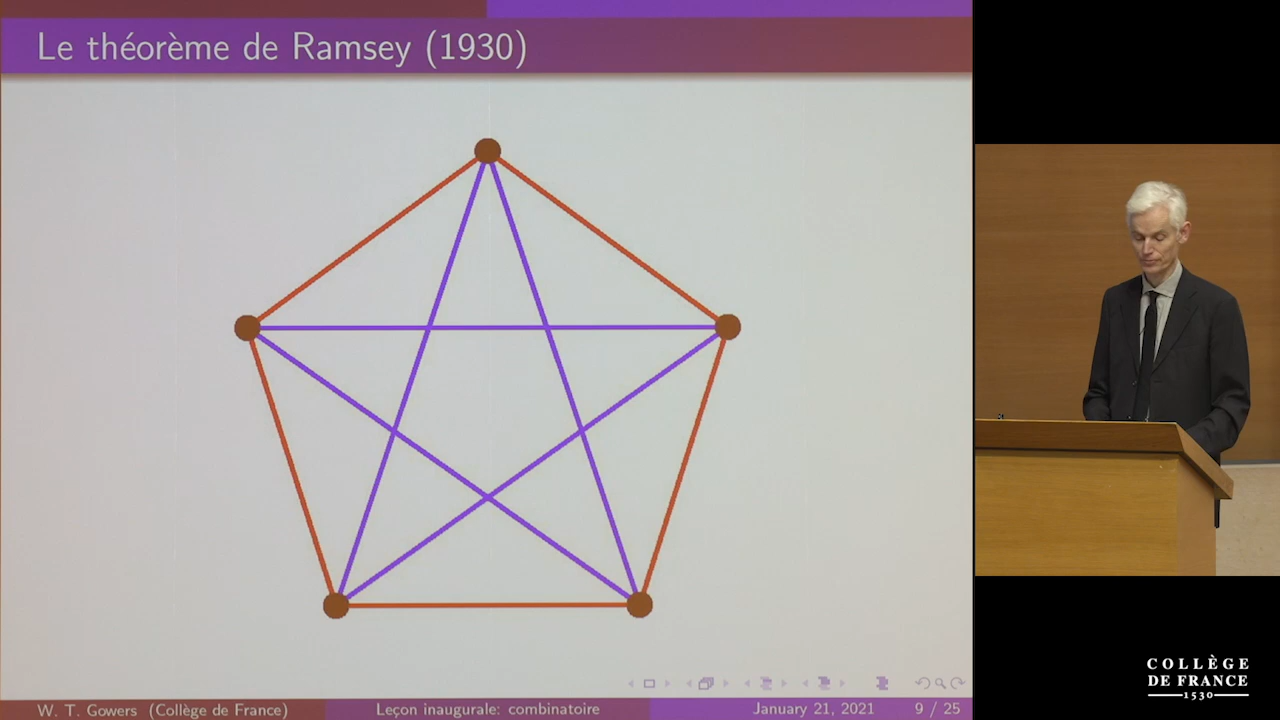 Le théorème de Ramsey (1930)
W. T. Gowers (Collège de France)
Leçon inaugurale: combinatoire
January 21, 2021
9 / 25
COLLÈGE
DE FRANCE
1530